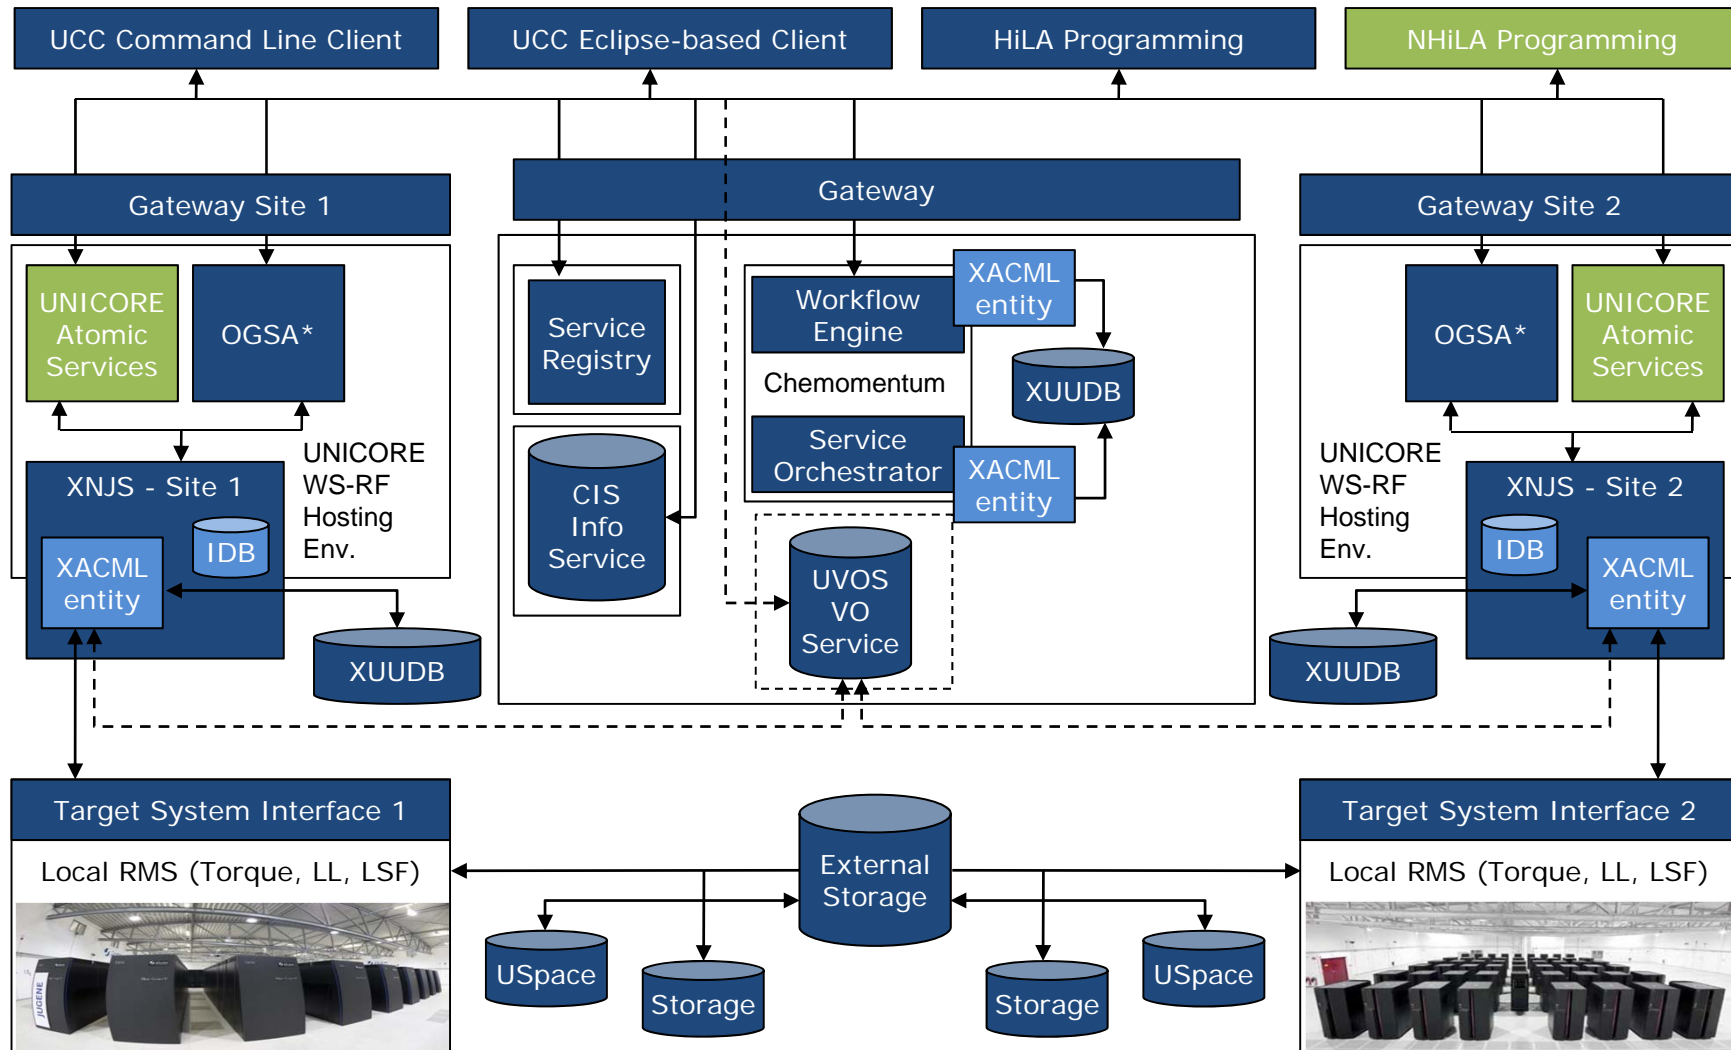 UCC Command Line Client
UCC Eclipse-based Client
HiLA Programming
NHiLA Programming
Gateway Site 1
Gateway
Gateway Site 2
UNICORE
Atomic
Services
OGSA*
Service
Registry
Workflow
Engine
XACML
entity
Chemomentum
XUUDB
Service
Orchestrator
XACML
entity
OGSA*
UNICORE
Atomic
Services
UNICORE
WS-RF
Hosting
Env.
XNJS - Site 1
IDB
XACML
entity
XUUDB
CIS
Info
Service
UVOS
VO
Service
UNICORE
WS-RF
Hosting
Env.
XNJS - Site 2
IDB
XACML
entity
XUUDB
Target System Interface 1
Local RMS (Torque, LL, LSF)
JUGENE
External
Storage
USpace
Storage
Storage
USpace
Target System Interface 2
Local RMS (Torque, LL, LSF)